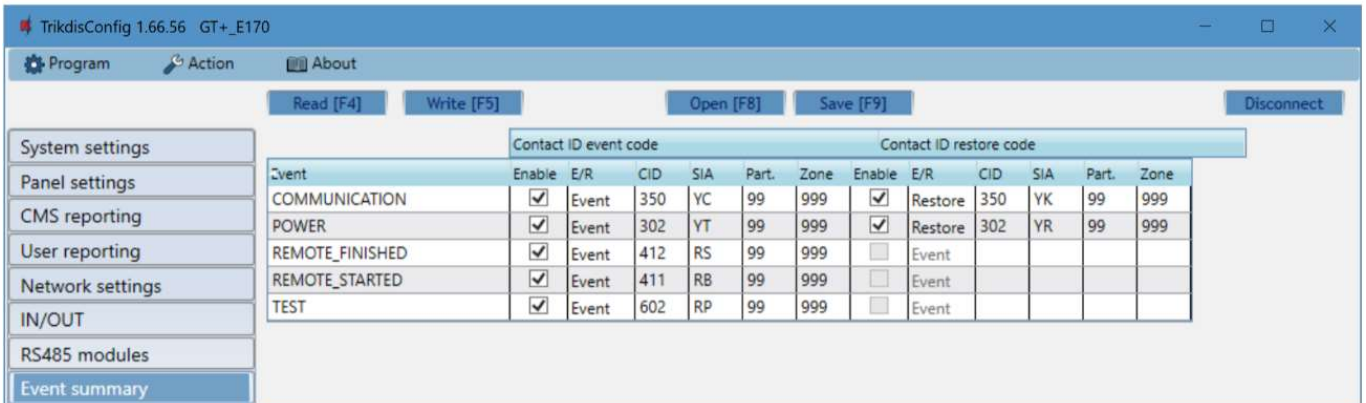 TrikdisConfig 1.66.56 GT+_E170
Program Action About
Read [F4] Write [F5] Open [F8] Save [F9] Disconnect
System settings
Panel settings
CMS reporting
User reporting
Network settings
IN/OUT
RS485 modules
Event summary
Contact ID event code Contact ID restore code
Event Enable E/R CID SIA Part. Zone Enable E/R CID SIA Part. Zone
COMMUNICATION Event 350 YC 99 999 Restore 350 YK 99 999
POWER Event 302 YT 99 999 Restore 302 YR 99 999
REMOTE_FINISHED Event 412 RS 99 999 Event
REMOTE_STARTED Event 411 RB 99 999 Event
TEST Event 602 RP 99 999 Event